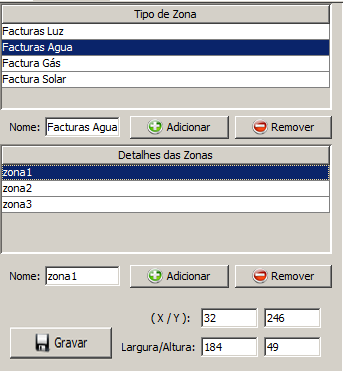 Tipo de Zona
Facturas Luz
Facturas Agua
Factura Gás
Factura Solar
Nome: Facturas Agua Adicionar Remover
Detalhes das Zonas
zona1
zona2
zona3
Nome: zona1 Adicionar Remover
( X / Y ): 32 246
Gravar Largura/Altura: 184 49